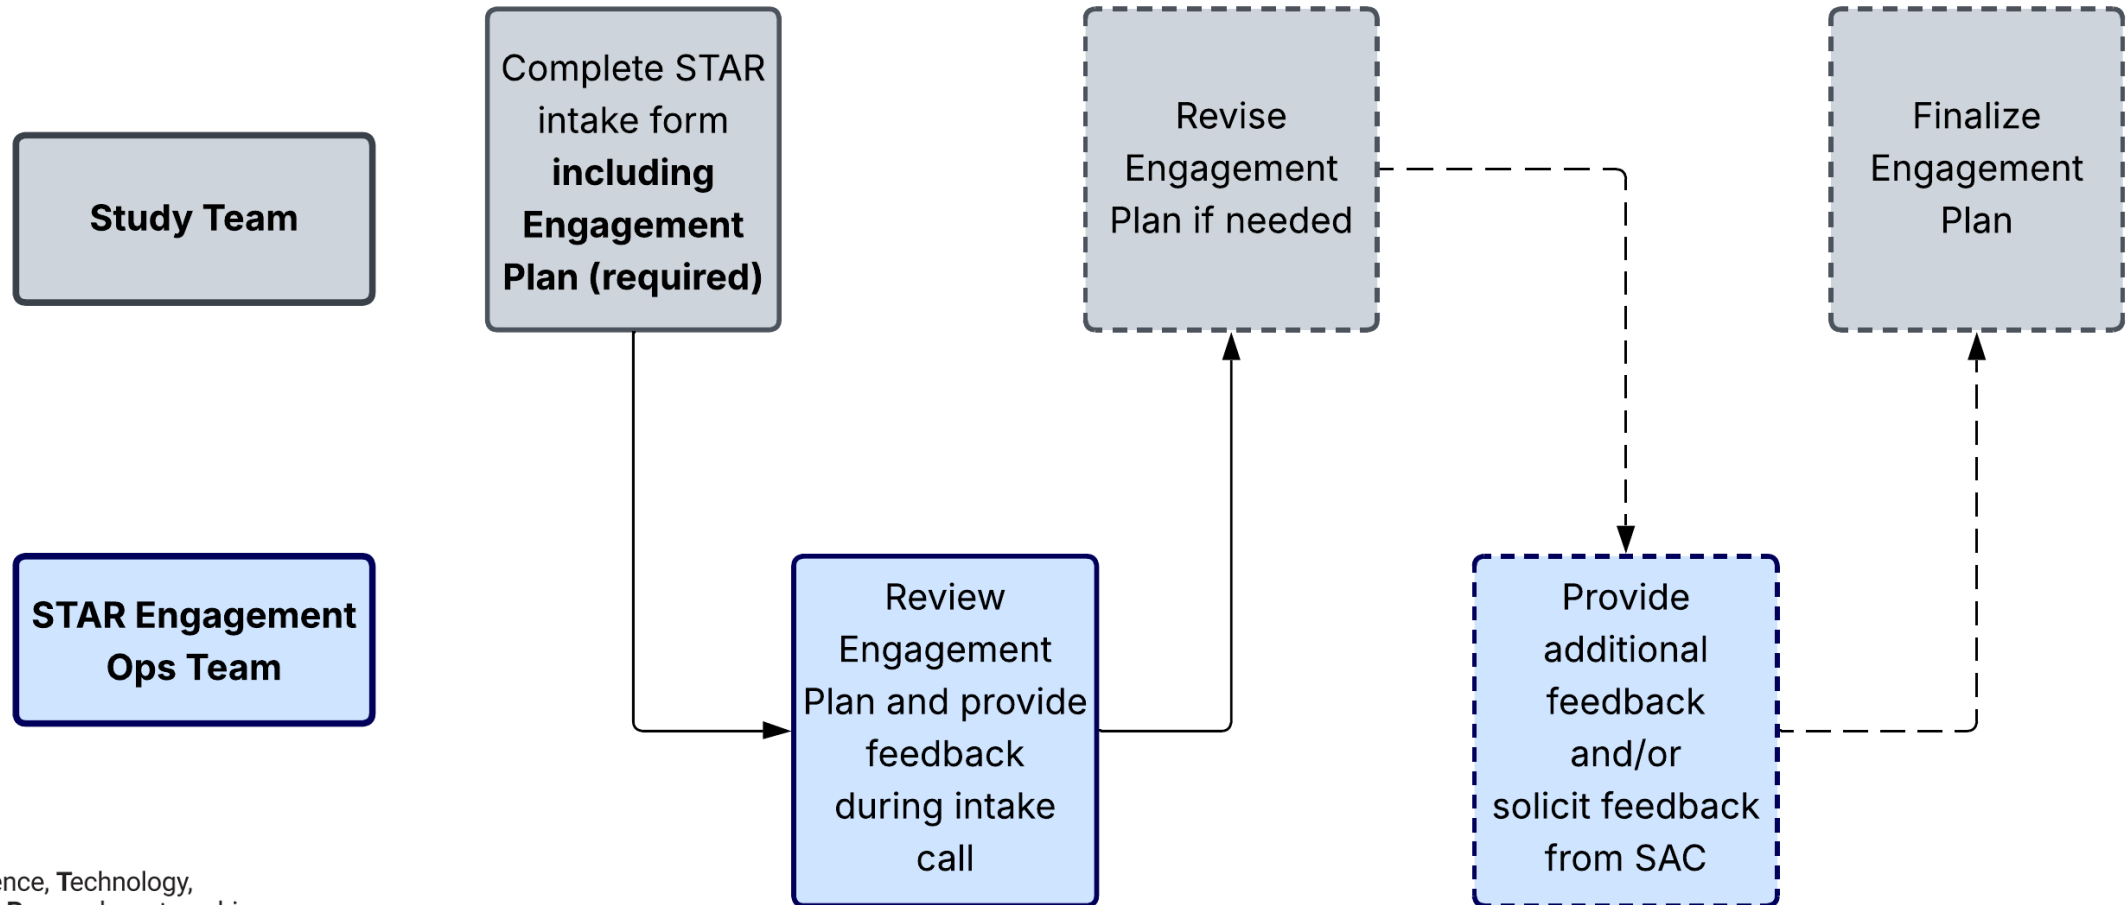 Study Team
Complete STAR
intake form
including
Engagement
Plan (required)
Revise
Engagement
Plan if needed
Finalize
Engagement
Plan
STAR Engagement
Ops Team
Review
Engagement
Plan and provide
feedback
during intake
call
Provide
additional
feedback
and/or
solicit feedback
from SAC
Technology,